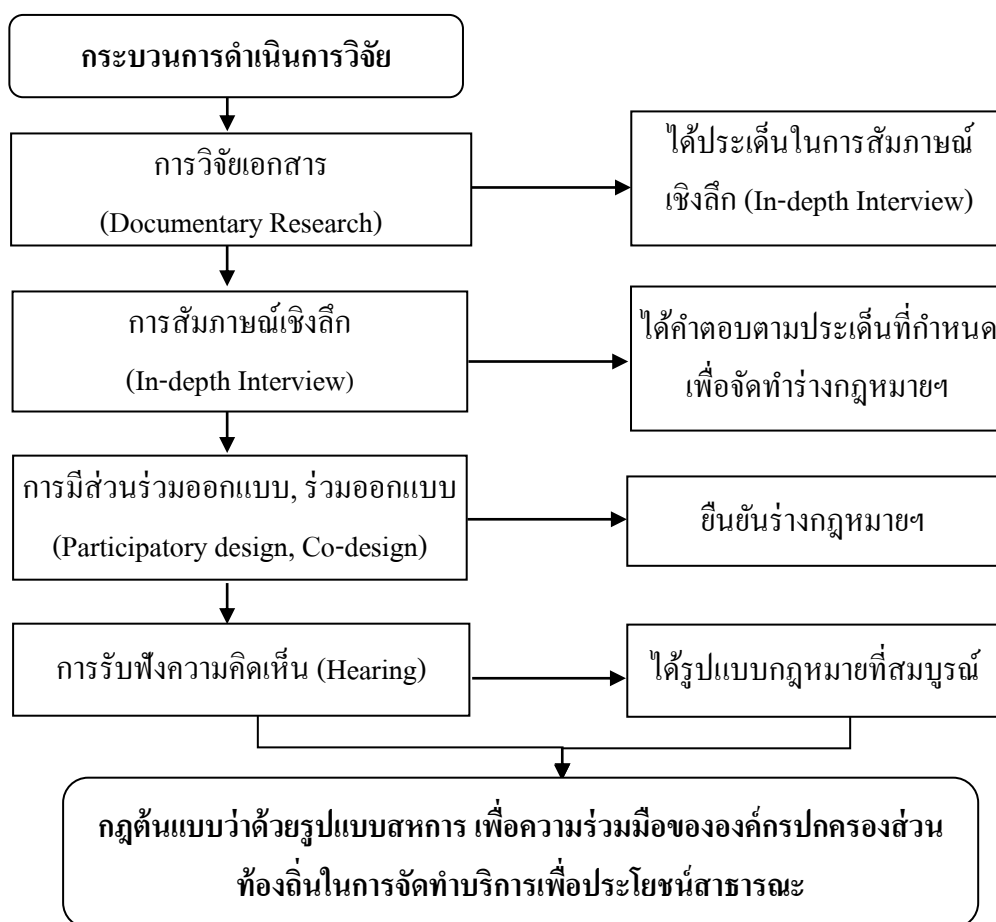 กระบวนการดำเนินการวิจัย
การวิจัยเอกสาร
(Documentary Research)
ได้ประเด็นในการสัมภาษณ์
เชิงลึก (In-depth Interview)
การสัมภาษณ์เชิงลึก
(In-depth Interview)
ได้คำตอบตามประเด็นที่กำหนด
เพื่อจัดทำร่างกฎหมายฯ
การมีส่วนร่วมออกแบบ, ร่วมออกแบบ
(Participatory design, Co-design)
ยืนยันร่างกฎหมายฯ
การรับฟังความคิดเห็น (Hearing)
ได้รูปแบบกฎหมายที่สมบูรณ์
กฎต้นแบบว่าด้วยรูปแบบสหการ เพื่อความร่วมมือขององค์กรปกครองส่วน
ท้องถิ่นในการจัดทำบริการเพื่อประโยชน์สาธารณะ